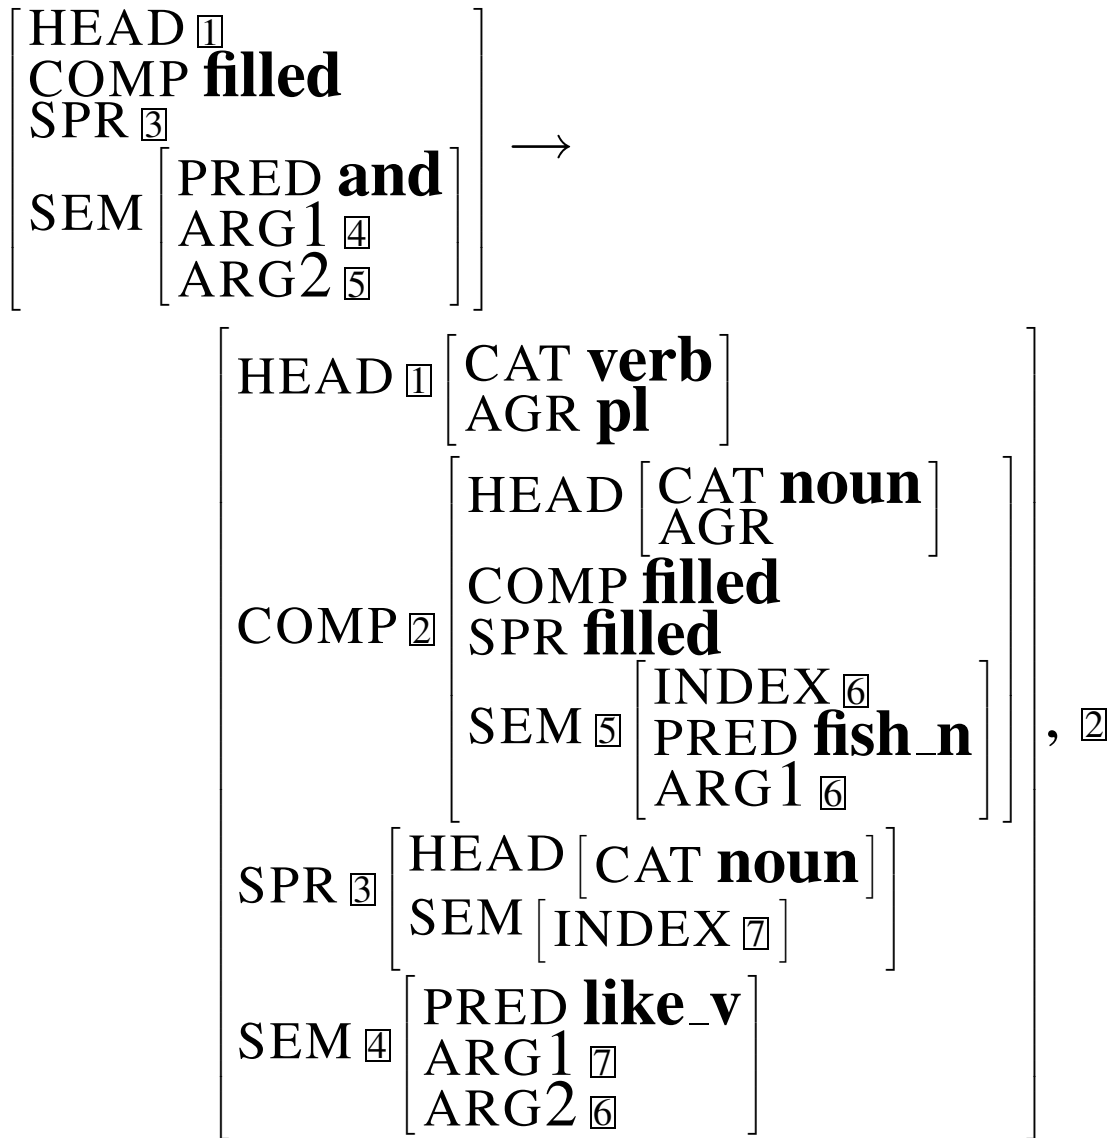 HEAD 1
COMP filled
SPR 3
SEM [PRED and
ARG1 4
ARG2 5] →
HEAD 1 [CAT verb
AGR pl]
COMP 2 [HEAD [CAT noun
AGR]
COMP filled
SPR filled
SEM 5 [INDEX 6
PRED fish_n
ARG1 6]] , 2
SPR 3 [HEAD [CAT noun]
SEM [INDEX 7]]
SEM 4 [PRED like_v
ARG1 7
ARG2 6]